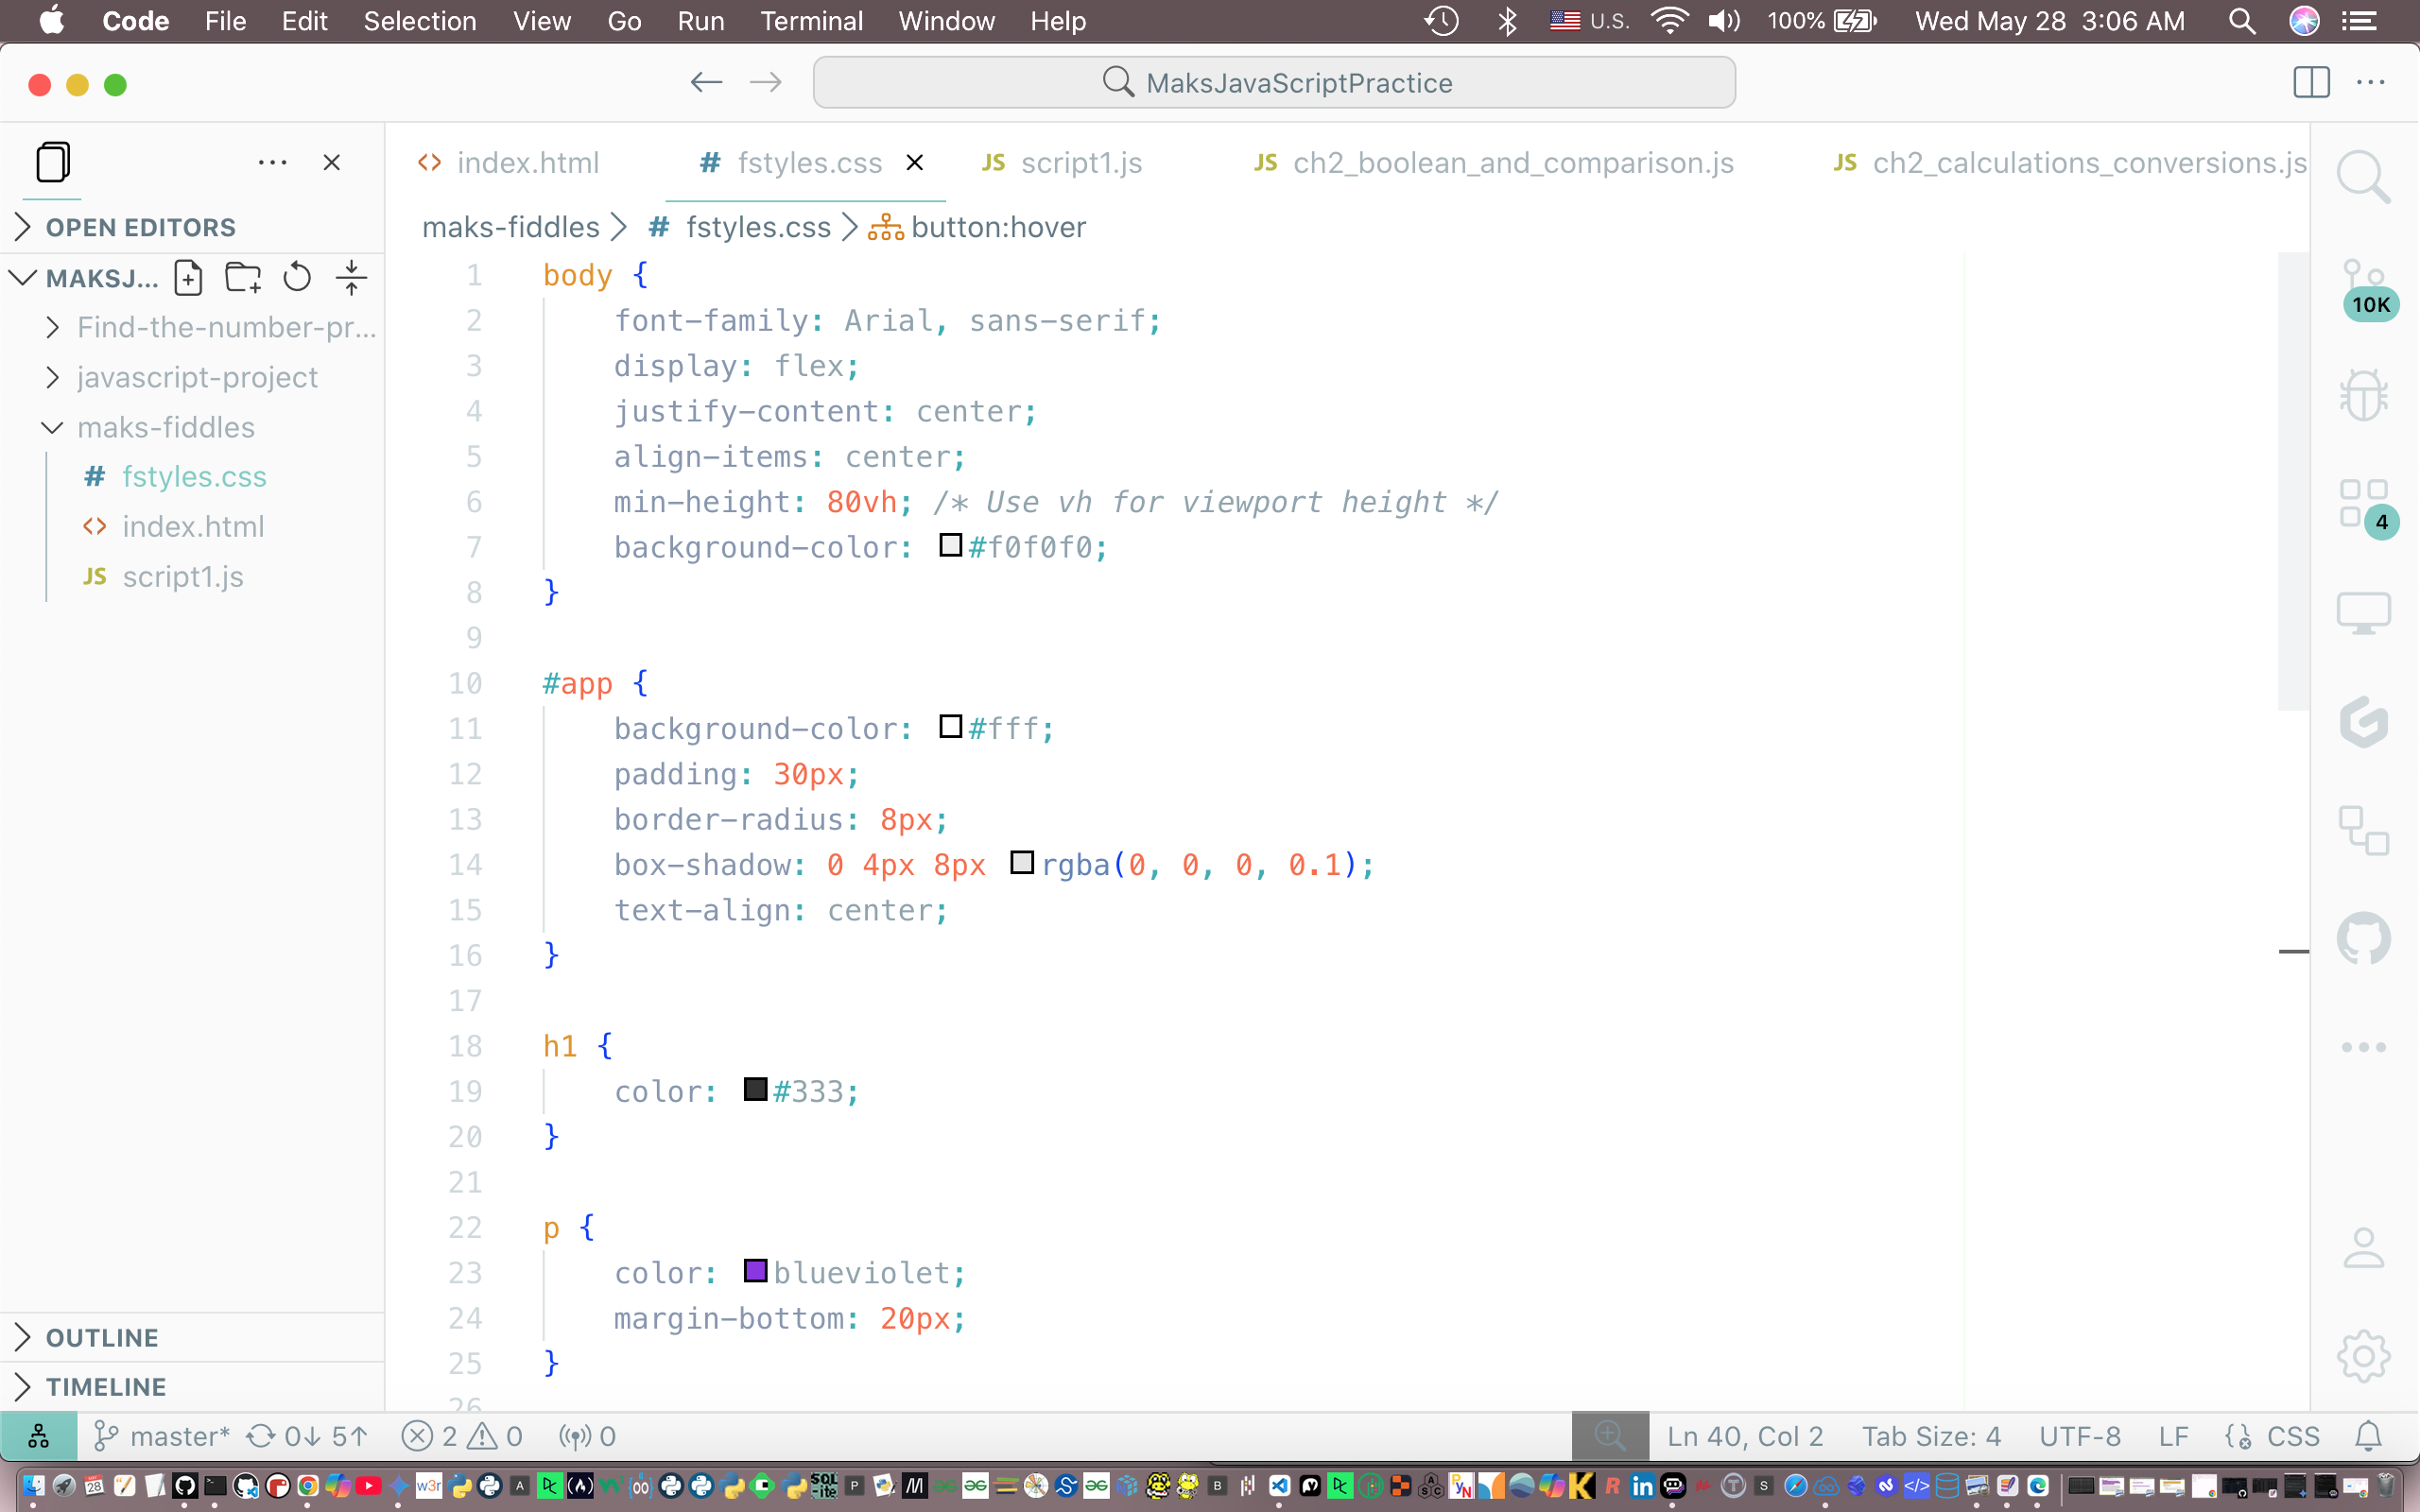 Code File Edit Selection View Go Run Terminal Window Help U.S. 100% Wed May 28 3:06 AM
MaksJavaScriptPractice
index.html # fstyles.css JS script1.js JS ch2_boolean_and_comparison.js JS ch2_calculations_conversions.js
OPEN EDITORS
MAKSJ...
Find-the-number-pr...
javascript-project
maks-fiddles
# fstyles.css
<> index.html
JS script1.js
OUTLINE
TIMELINE
maks-fiddles > # fstyles.css > button:hover
1 body {
2 font-family: Arial, sans-serif;
3 display: flex;
4 justify-content: center;
5 align-items: center;
6 min-height: 80vh; /* Use vh for viewport height */
7 background-color: #f0f0f0;
8 }
9
10 #app {
11 background-color: #fff;
12 padding: 30px;
13 border-radius: 8px;
14 box-shadow: 0 4px 8px rgba(0, 0, 0, 0.1);
15 text-align: center;
16 }
17
18 h1 {
19 color: #333;
20 }
21
22 p {
23 color: blueviolet;
24 margin-bottom: 20px;
25 }
26
10K
4
master* 0↓ 5↑ 2 0 0 Ln 40, Col 2 Tab Size: 4 UTF-8 LF CSS